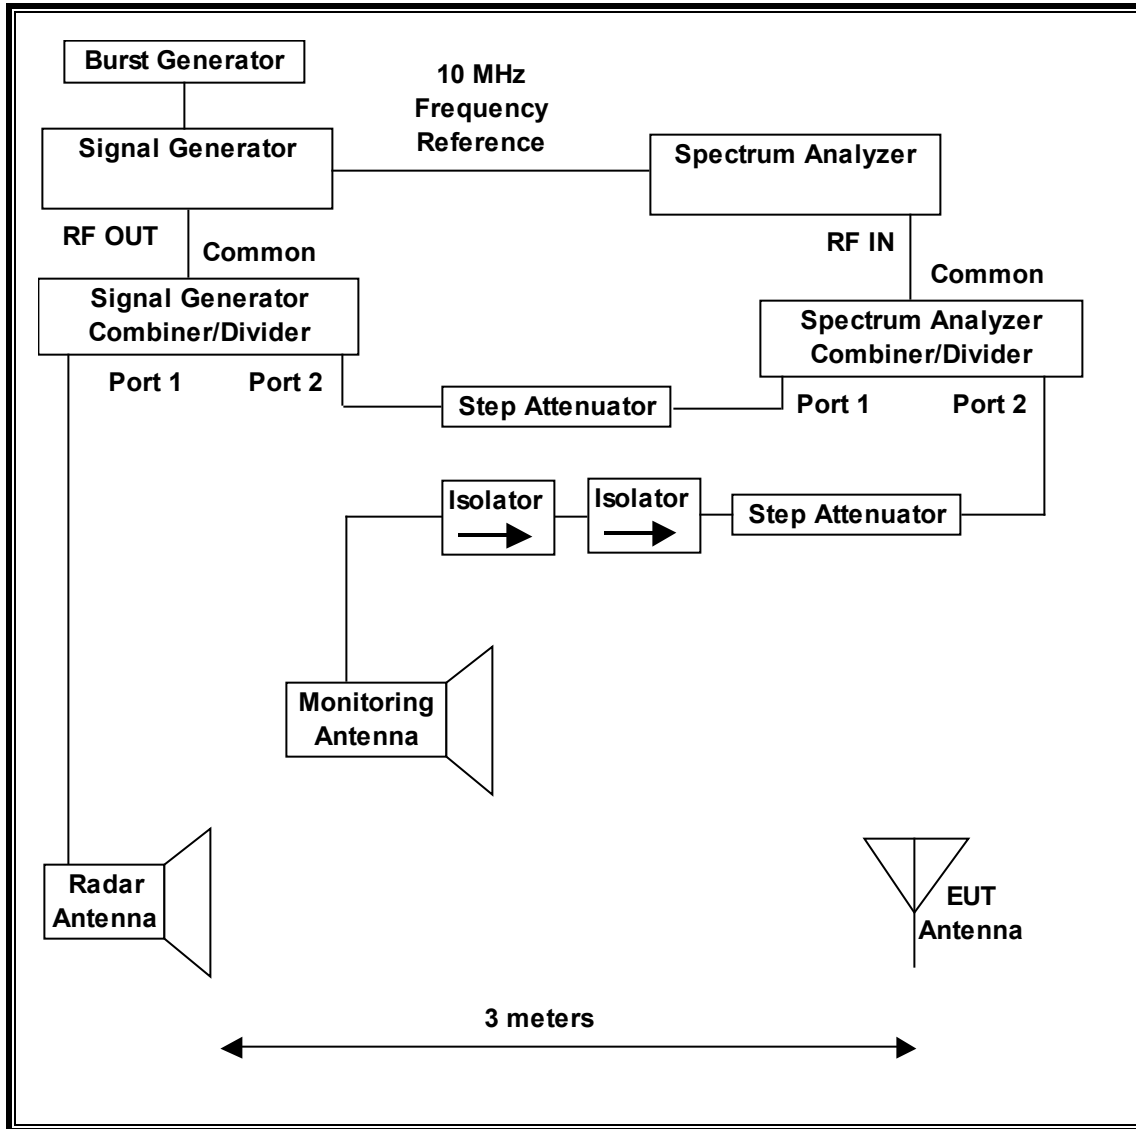 Burst Generator
10 MHz
Frequency
Reference
Signal Generator
Spectrum Analyzer
RF OUT
Common
RF IN
Common
Signal Generator
Combiner/Divider
Spectrum Analyzer
Combiner/Divider
Port 1
Port 2
Step Attenuator
Port 1
Port 2
Isolator
Isolator
Step Attenuator
Monitoring
Antenna
Radar
Antenna
EUT
Antenna
3 meters